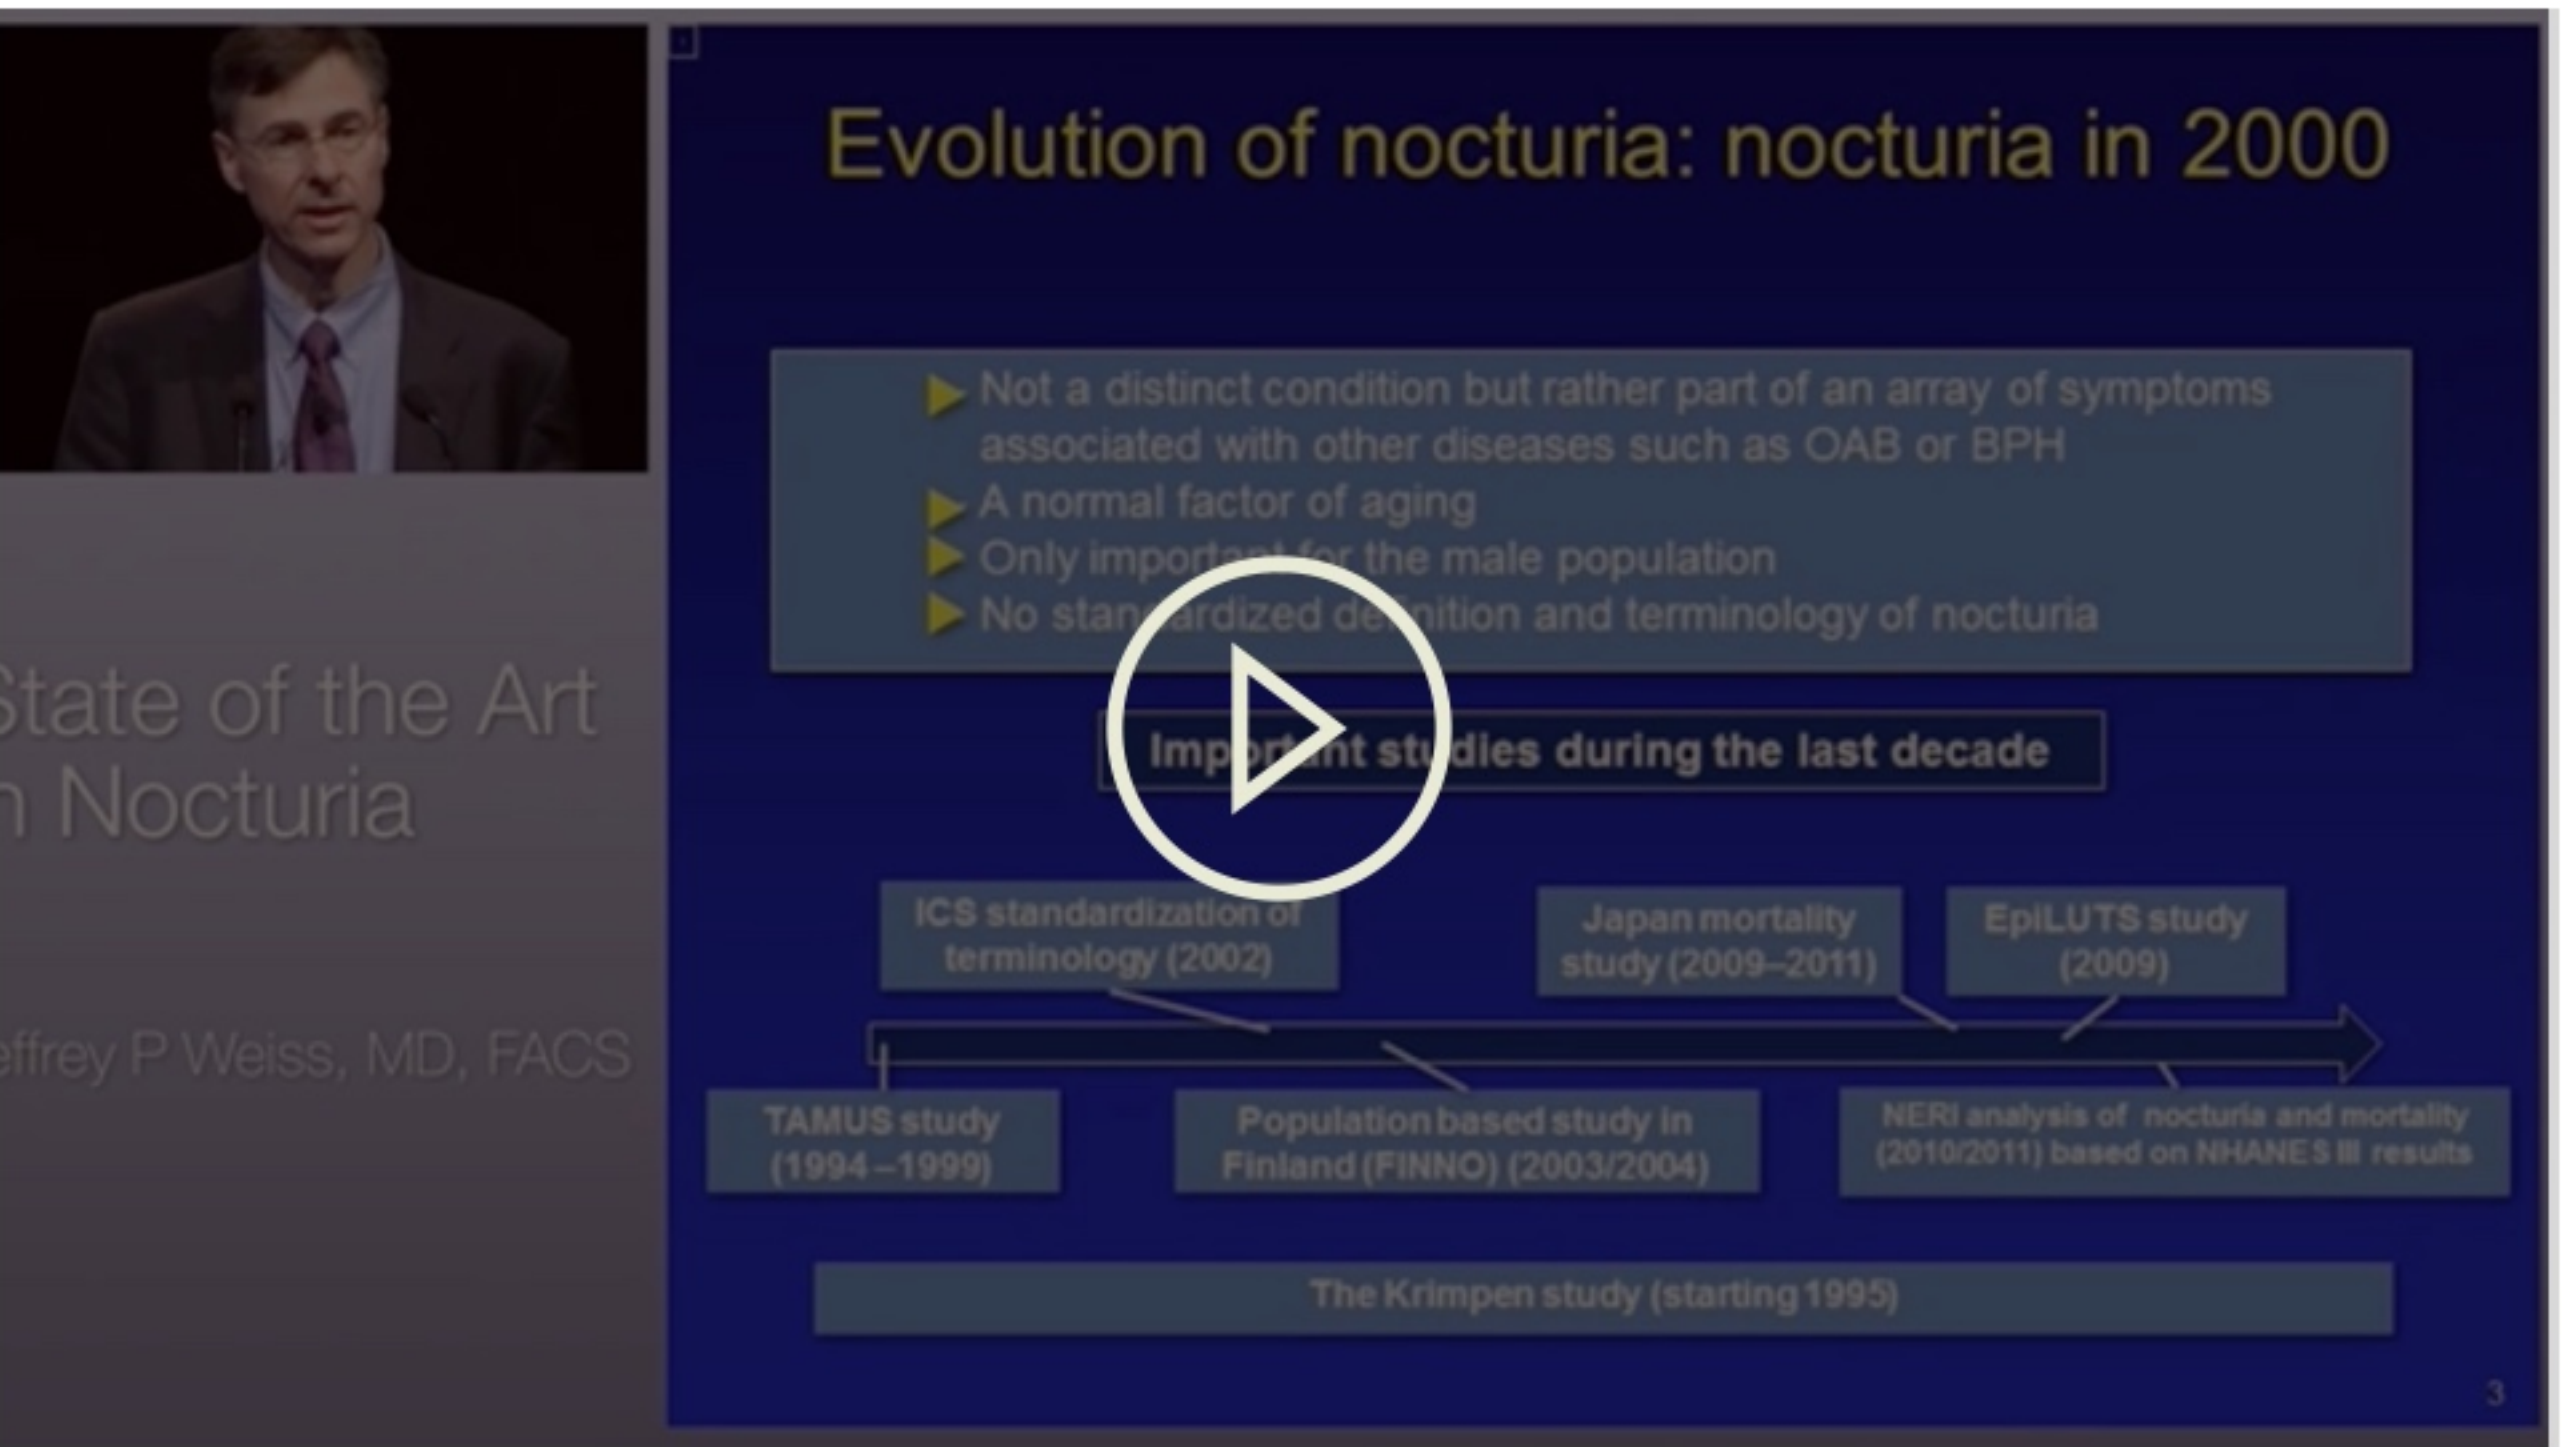 State of the Art
n Nocturia
effrey P Weiss, MD, FACS
Evolution of nocturia: nocturia in 2000
Not a distinct condition but rather part of an array of symptoms
associated with other diseases such as OAB or BPH
A normal factor of aging
Only important for the male population
No standardized definition and terminology of nocturia
Important studies during the last decade
ICS standardization of
terminology (2002)
Japan mortality
study (2009–2011)
EpiLUTS study
(2009)
TAMUS study
(1994–1999)
Population based study in
Finland (FINNO) (2003/2004)
NERI analysis of nocturia and mortality
(2010/2011) based on NHANES III results
The Krimpen study (starting 1995)
3